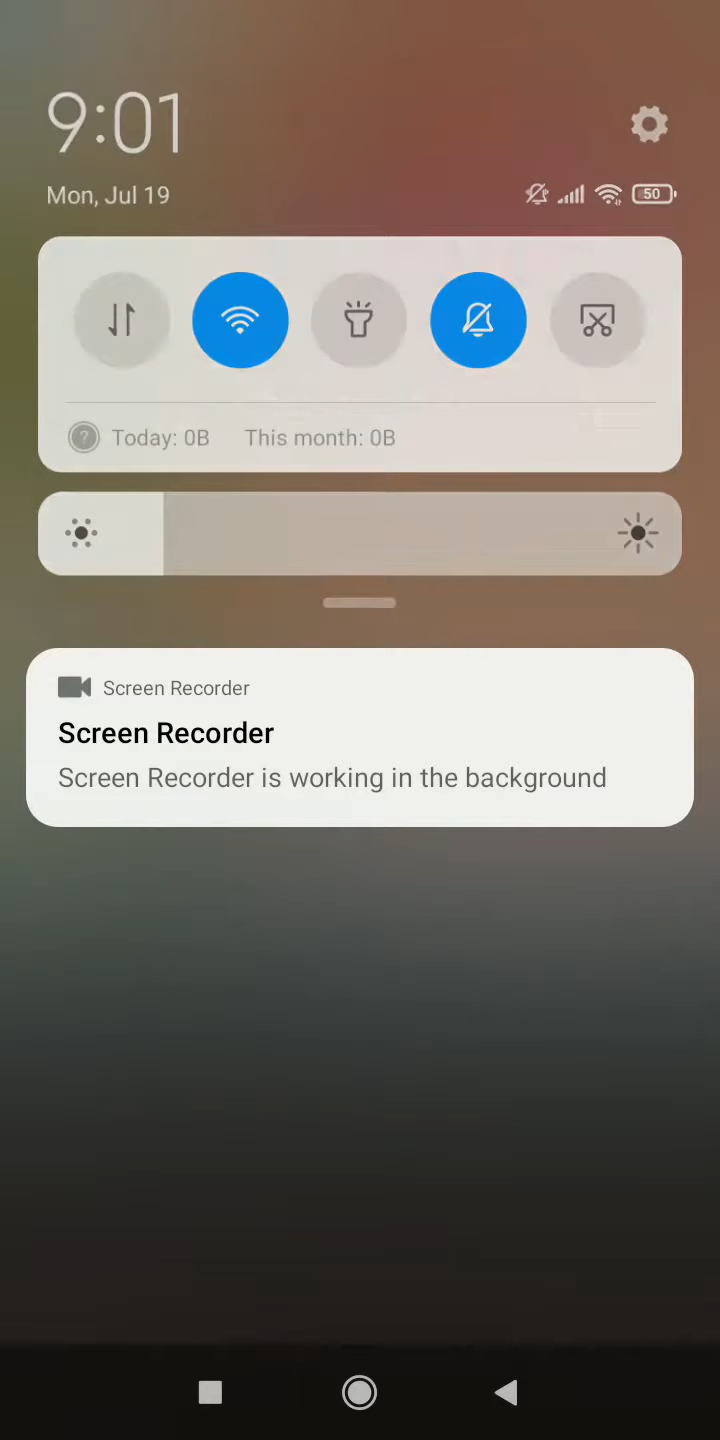 9:01
Mon, Jul 19
50
Today: 0B This month: 0B
Screen Recorder
Screen Recorder
Screen Recorder is working in the background